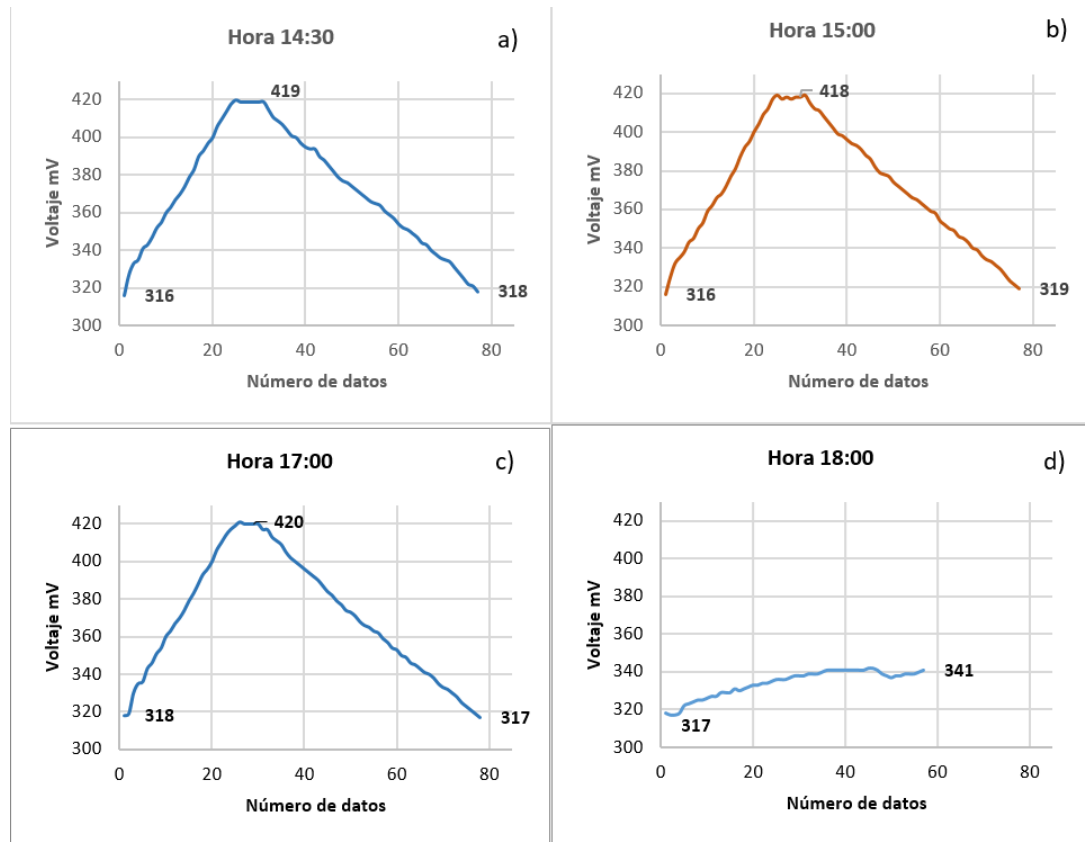 Hora 14:30
a)
Voltaje mV
420
400
380
360
340
320
300
419
316
318
0 20 40 60 80
Número de datos
Hora 15:00
b)
Voltaje mV
420
400
380
360
340
320
300
418
316
319
0 20 40 60 80
Número de datos
Hora 17:00
c)
Voltaje mV
420
400
380
360
340
320
300
420
318
317
0 20 40 60 80
Número de datos
Hora 18:00
d)
Voltaje mV
420
400
380
360
340
320
300
341
317
0 20 40 60 80
Número de datos